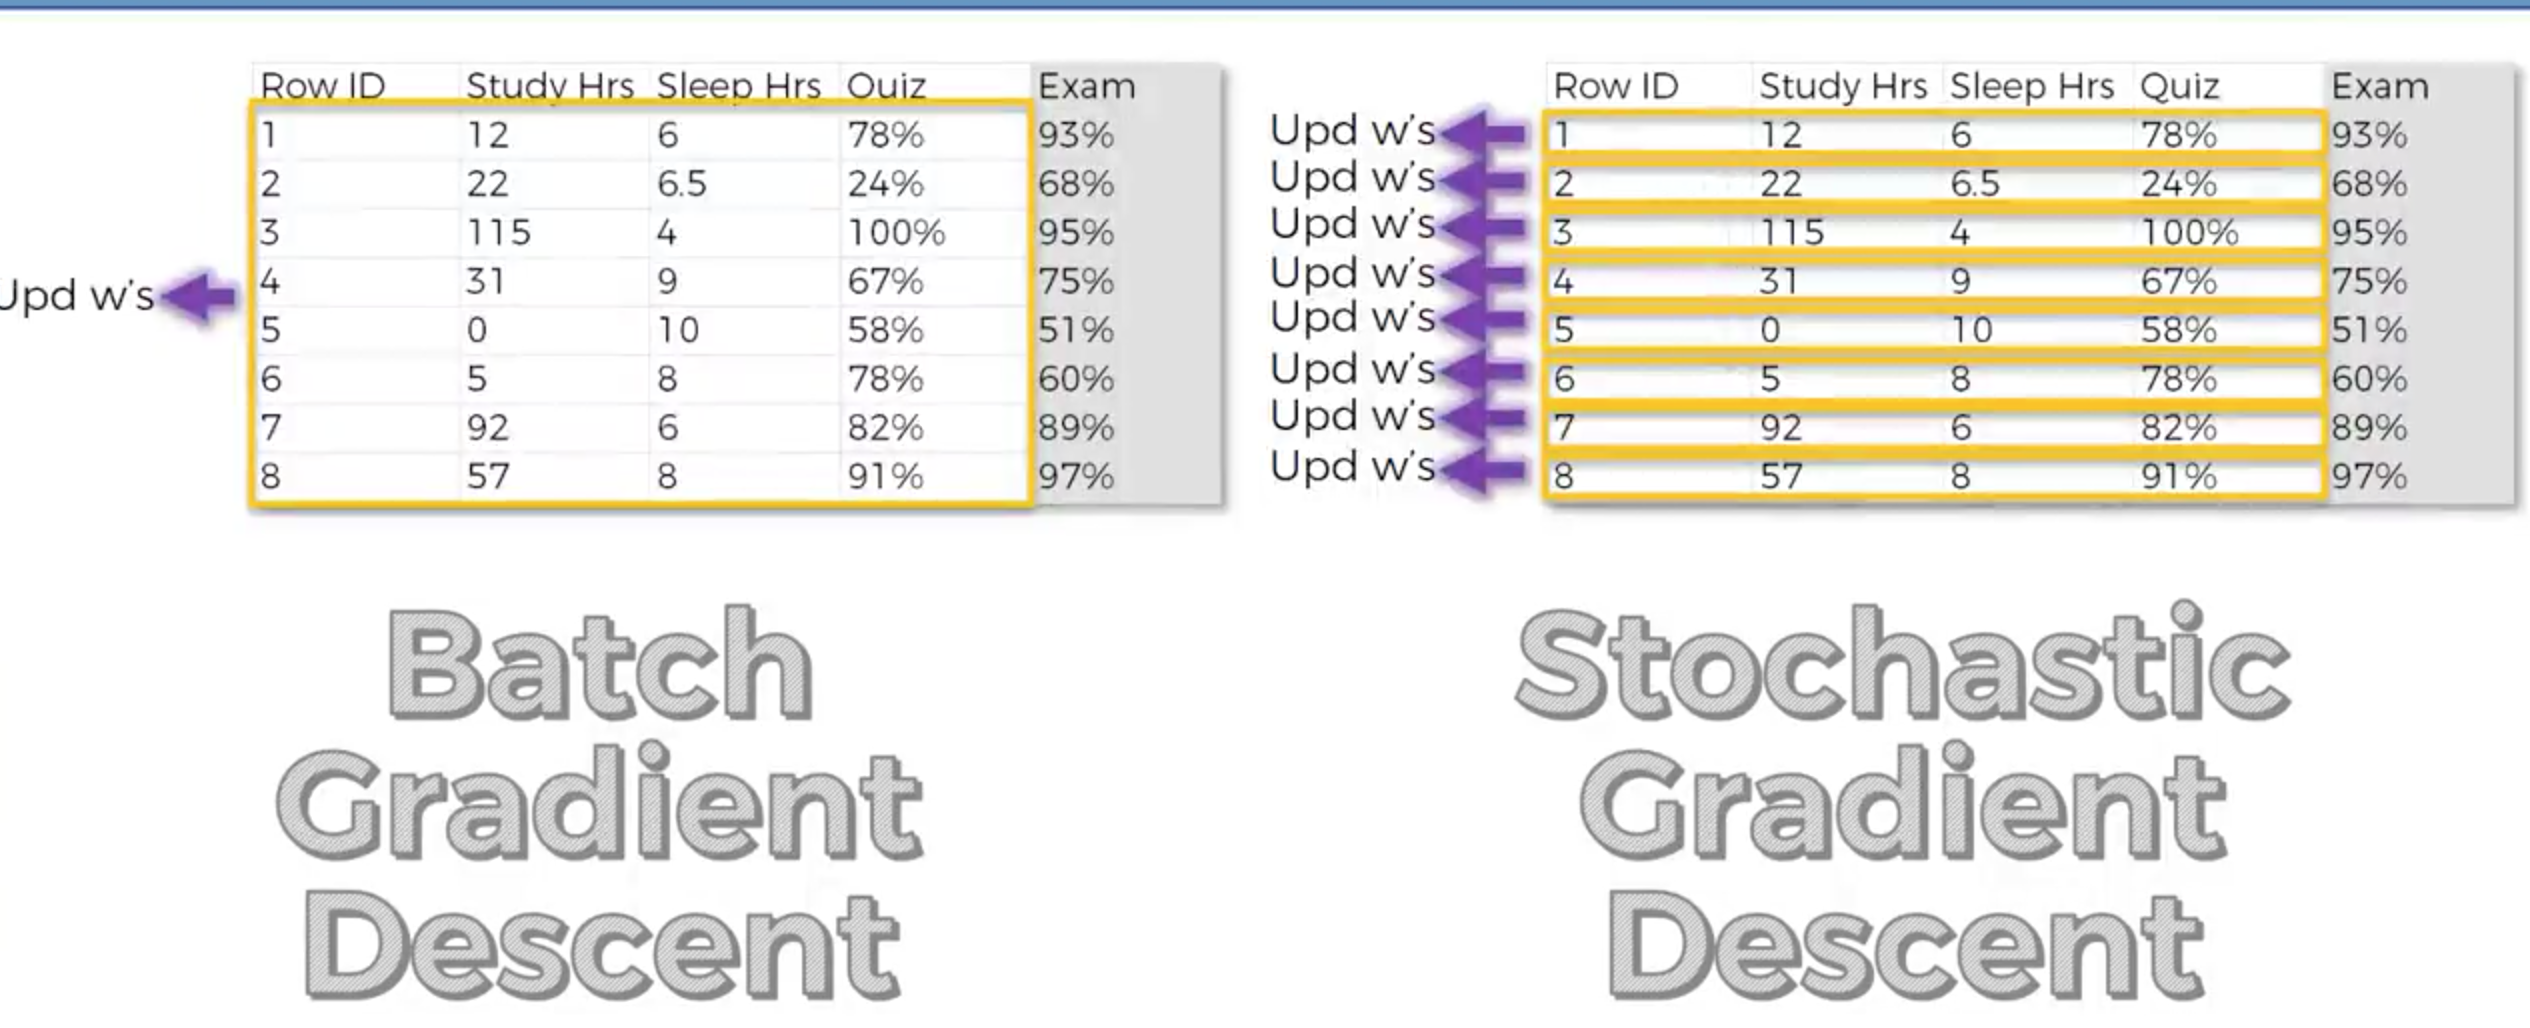 Row ID Study Hrs Sleep Hrs Quiz Exam
1 12 6 78% 93%
2 22 6.5 24% 68%
3 115 4 100% 95%
4 31 9 67% 75%
5 0 10 58% 51%
6 5 8 78% 60%
7 92 6 82% 89%
8 57 8 91% 97%
Upd w's
Batch
Gradient
Descent
Row ID Study Hrs Sleep Hrs Quiz Exam
Upd w's 1 12 6 78% 93%
Upd w's 2 22 6.5 24% 68%
Upd w's 3 115 4 100% 95%
Upd w's 4 31 9 67% 75%
Upd w's 5 0 10 58% 51%
Upd w's 6 5 8 78% 60%
Upd w's 7 92 6 82% 89%
Upd w's 8 57 8 91% 97%
Stochastic
Gradient
Descent